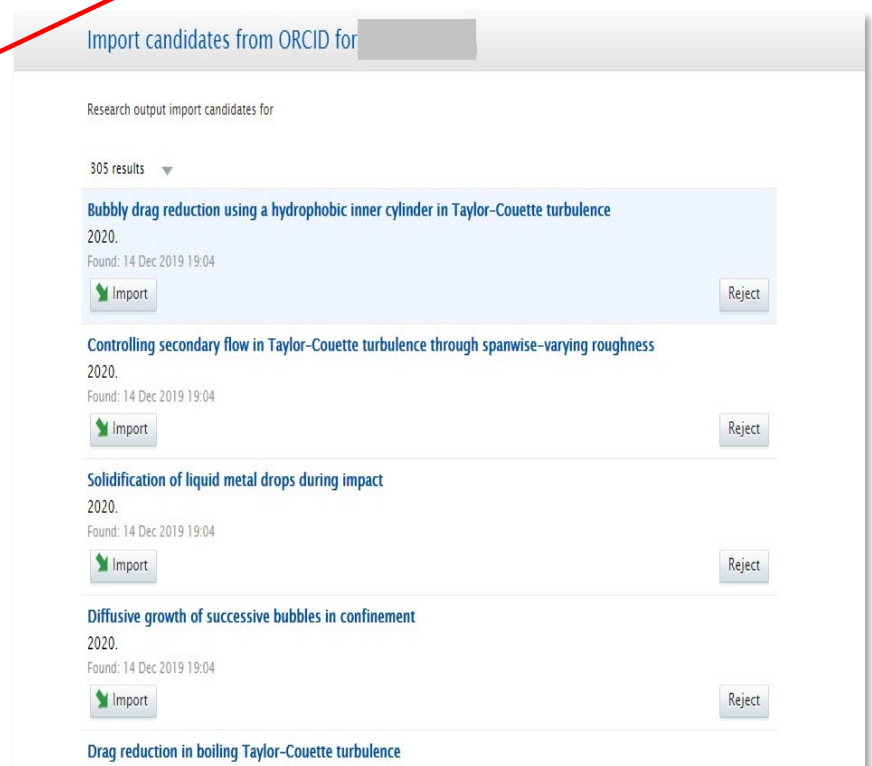 Import candidates from ORCID for
Research output import candidates for
305 results
Bubbly drag reduction using a hydrophobic inner cylinder in Taylor-Couette turbulence
2020.
Found: 14 Dec 2019 19:04
Import Reject
Controlling secondary flow in Taylor-Couette turbulence through spanwise-varying roughness
2020.
Found: 14 Dec 2019 19:04
Import Reject
Solidification of liquid metal drops during impact
2020.
Found: 14 Dec 2019 19:04
Import Reject
Diffusive growth of successive bubbles in confinement
2020.
Found: 14 Dec 2019 19:04
Import Reject
Drag reduction in boiling Taylor-Couette turbulence